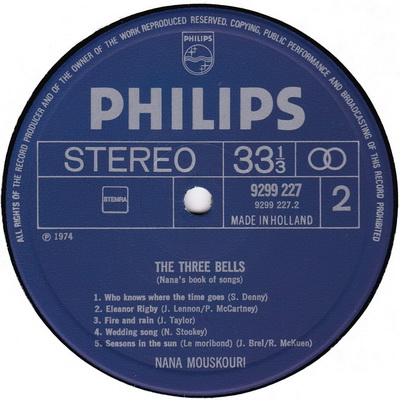 ALL RIGHTS OF THE RECORD PRODUCER AND OF THE OWNER OF THE WORK REPRODUCED RESERVED. COPYING, PUBLIC PERFORMANCE AND BROADCASTING OF THIS RECORD PROHIBITED
PHILIPS
PHILIPS
STEREO 33⅓
STEMRA 9299 227 2
9299 227.2
MADE IN HOLLAND
℗ 1974
THE THREE BELLS
(Nana's book of songs)
1. Who knows where the time goes (S. Denny)
2. Eleanor Rigby (J. Lennon/P. McCartney)
3. Fire and rain (J. Taylor)
4. Wedding song (N. Stookey)
5. Seasons in the sun (Le moribond) (J. Brel/R. McKuen)
NANA MOUSKOURI